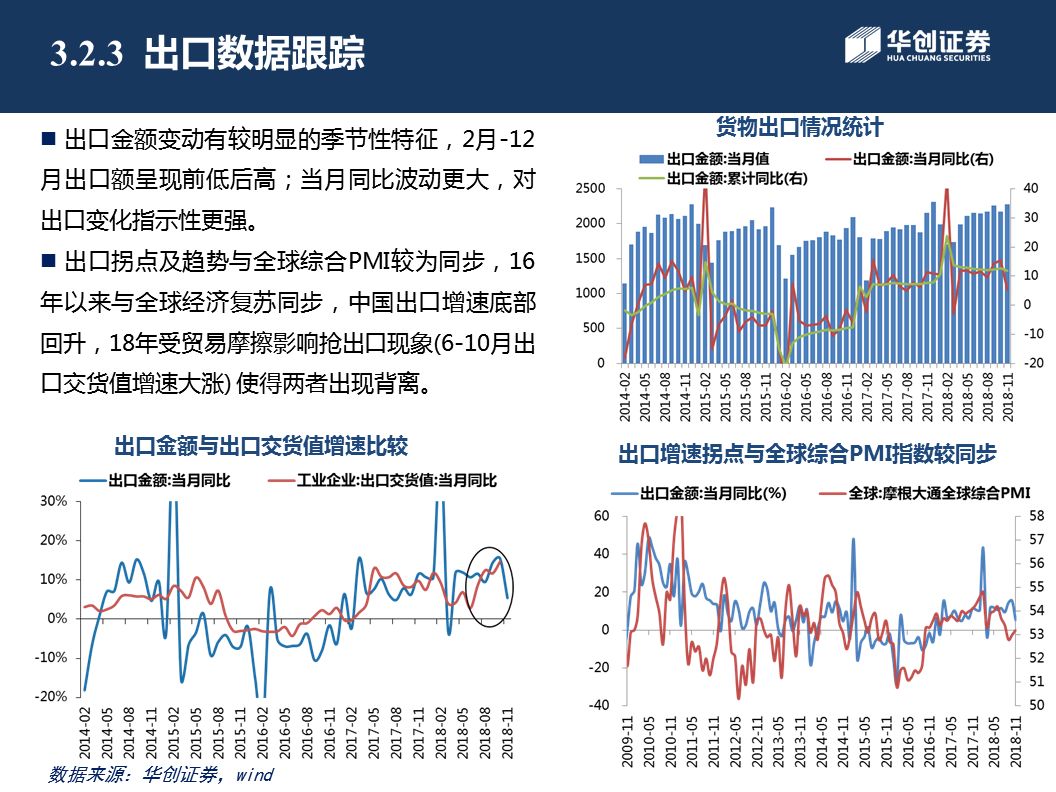 3.2.3 出口数据跟踪
华创证券
HUA CHUANG SECURITIES
■ 出口金额变动有较明显的季节性特征，2月-12
月出口额呈现前低后高；当月同比波动更大，对
出口变化指示性更强。
■ 出口拐点及趋势与全球综合PMI较为同步，16
年以来与全球经济复苏同步，中国出口增速底部
回升，18年受贸易摩擦影响抢出口现象(6-10月出
口交货值增速大涨) 使得两者出现背离。
货物出口情况统计
出口金额:当月值 出口金额:当月同比(右)
出口金额:累计同比(右)
2500 40
2000 30
1500 20
1000 10
500 0
0 -10
-20
2014-02 2014-05 2014-08 2014-11 2015-02 2015-05 2015-08 2015-11 2016-02 2016-05 2016-08 2016-11 2017-02 2017-05 2017-08 2017-11 2018-02 2018-05 2018-08 2018-11
出口金额与出口交货值增速比较
出口金额:当月同比 工业企业:出口交货值:当月同比
30%
20%
10%
0%
-10%
-20%
2014-02 2014-05 2014-08 2014-11 2015-02 2015-05 2015-08 2015-11 2016-02 2016-05 2016-08 2016-11 2017-02 2017-05 2017-08 2017-11 2018-02 2018-05 2018-08 2018-11
出口增速拐点与全球综合PMI指数较同步
出口金额:当月同比(%) 全球:摩根大通全球综合PMI
60 58
40 57
20 56
0 55
-20 54
-40 53
52
51
50
2009-11 2010-05 2010-11 2011-05 2011-11 2012-05 2012-11 2013-05 2013-11 2014-05 2014-11 2015-05 2015-11 2016-05 2016-11 2017-05 2017-11 2018-05 2018-11
数据来源：华创证券，wind